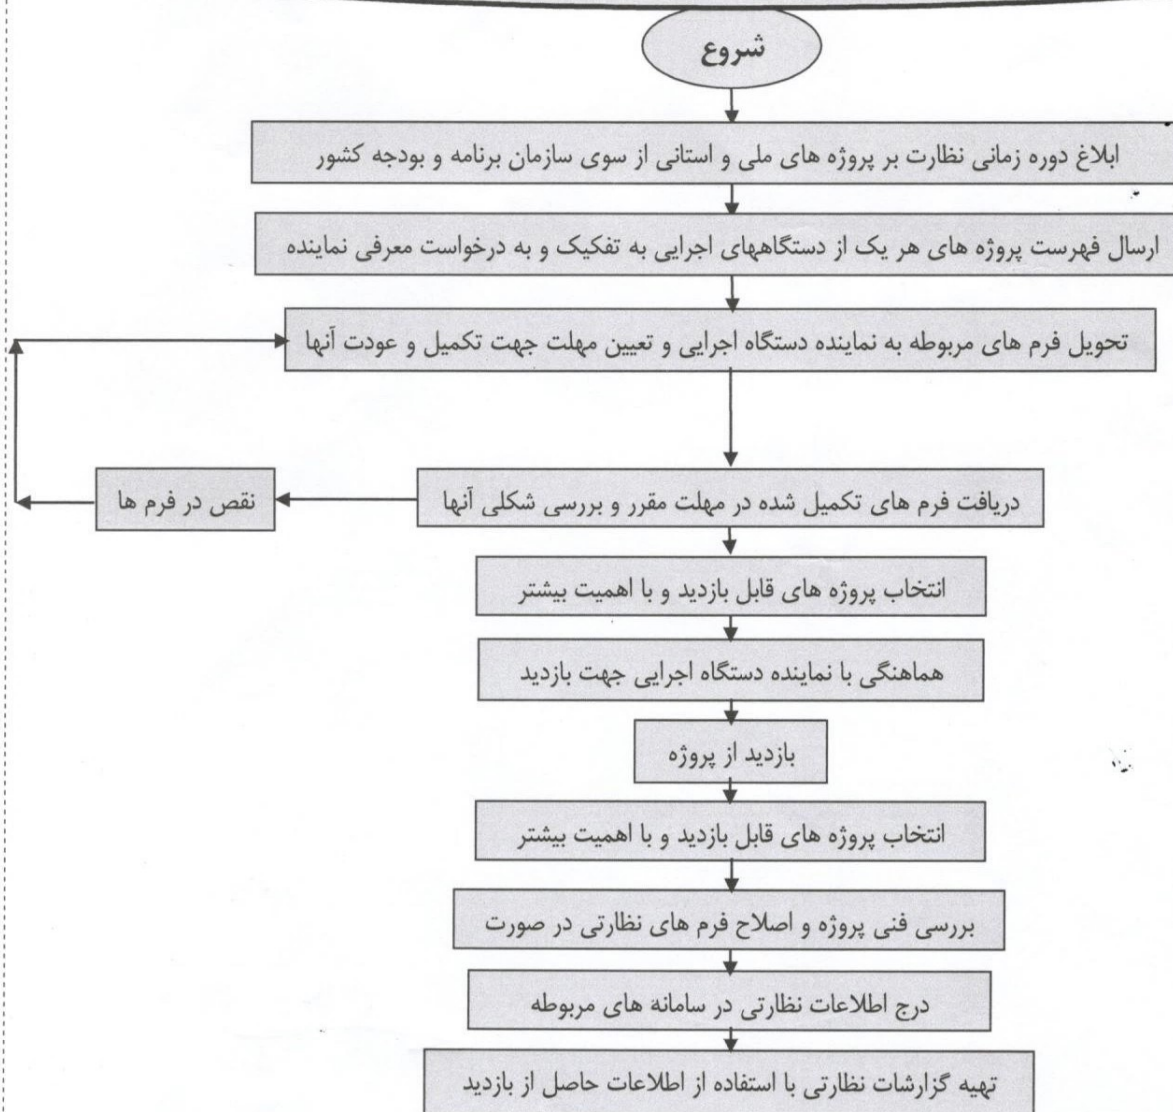 شروع
ابلاغ دوره زمانی نظارت بر پروژه های ملی و استانی از سوی سازمان برنامه و بودجه کشور
ارسال فهرست پروژه های هر یک از دستگاههای اجرایی به تفکیک و به درخواست معرفی نماینده
تحویل فرم های مربوطه به نماینده دستگاه اجرایی و تعیین مهلت جهت تکمیل و عودت آنها
دریافت فرم های تکمیل شده در مهلت مقرر و بررسی شکلی آنها
نقص در فرم ها
انتخاب پروژه های قابل بازدید و با اهمیت بیشتر
هماهنگی با نماینده دستگاه اجرایی جهت بازدید
بازدید از پروژه
انتخاب پروژه های قابل بازدید و با اهمیت بیشتر
بررسی فنی پروژه و اصلاح فرم های نظارتی در صورت
درج اطلاعات نظارتی در سامانه های مربوطه
تهیه گزارشات نظارتی با استفاده از اطلاعات حاصل از بازدید